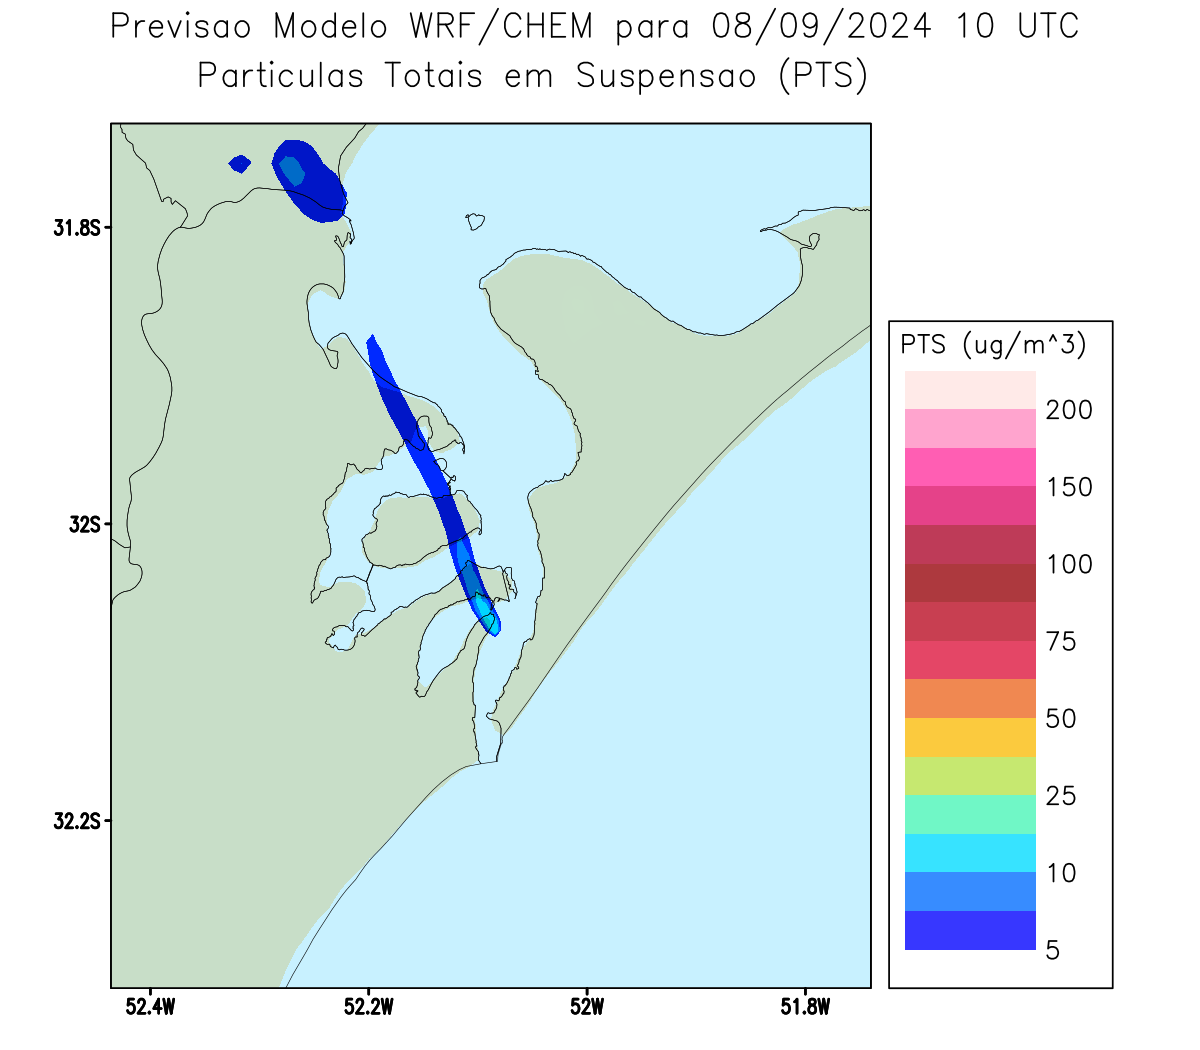 Previsao Modelo WRF/CHEM para 08/09/2024 10 UTC
Particulas Totais em Suspensao (PTS)
31.8S
32S
32.2S
52.4W
52.2W
52W
51.8W
PTS (ug/m^3)
200
150
100
75
50
25
10
5